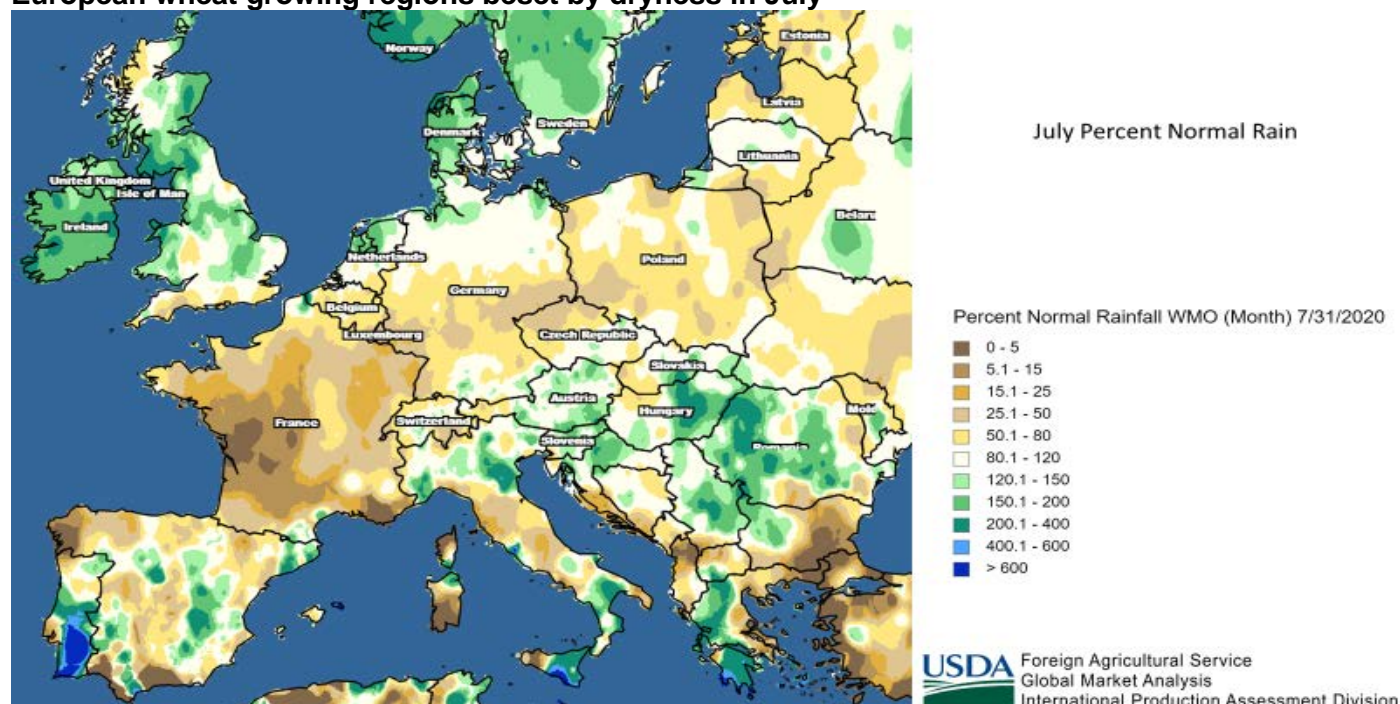 European wheat growing regions beset by dryness in July
Norway
Estonia
Latvia
Denmark
Sweden
Lithuania
United Kingdom
Isle of Man
Ireland
Belaru
Netherlands
Poland
Germany
Belgium
Luxembourg
Czech Republic
Slovakia
Austria
Hungary
Mold
France
Switzerland
Slovenia
Romania
July Percent Normal Rain
Percent Normal Rainfall WMO (Month) 7/31/2020
0 - 5
5.1 - 15
15.1 - 25
25.1 - 50
50.1 - 80
80.1 - 120
120.1 - 150
150.1 - 200
200.1 - 400
400.1 - 600
> 600
USDA
Foreign Agricultural Service
Global Market Analysis
International Production Assessment Division